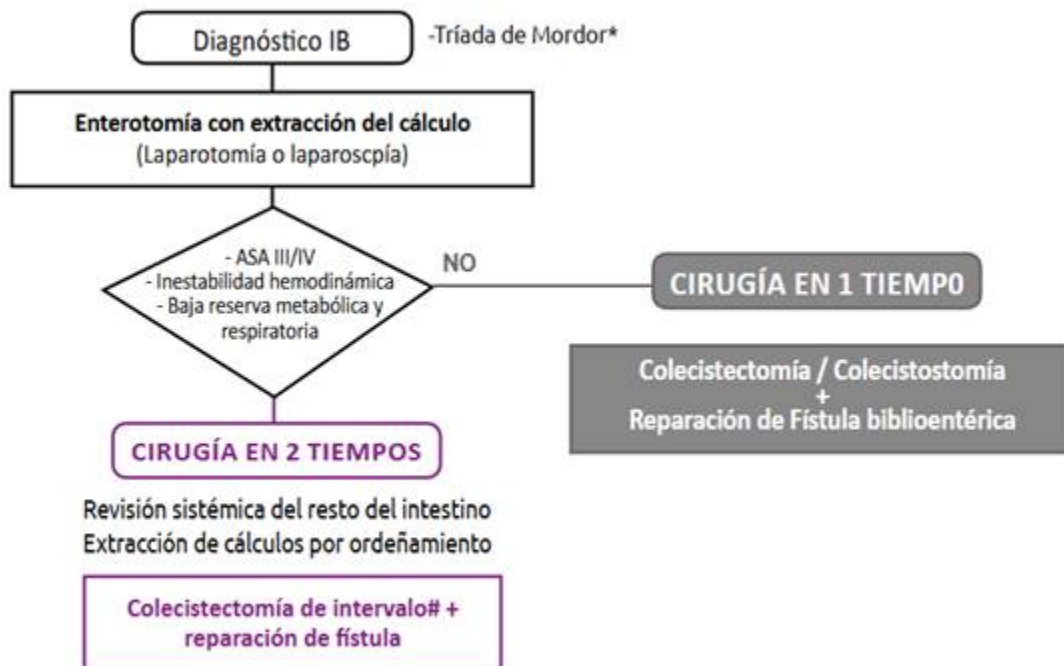 Diagnóstico IB
-Tríada de Mordor*
Enterotomía con extracción del cálculo
(Laparotomía o laparoscpía)
- ASA III/IV
- Inestabilidad hemodinámica
- Baja reserva metabólica y
respiratoria
NO
CIRUGÍA EN 1 TIEMP0
Colecistectomía / Colecistostomía
+
Reparación de Fístula biblioentérica
CIRUGÍA EN 2 TIEMPOS
Revisión sistémica del resto del intestino
Extracción de cálculos por ordeñamiento
Colecistectomía de intervalo# +
reparación de fístula